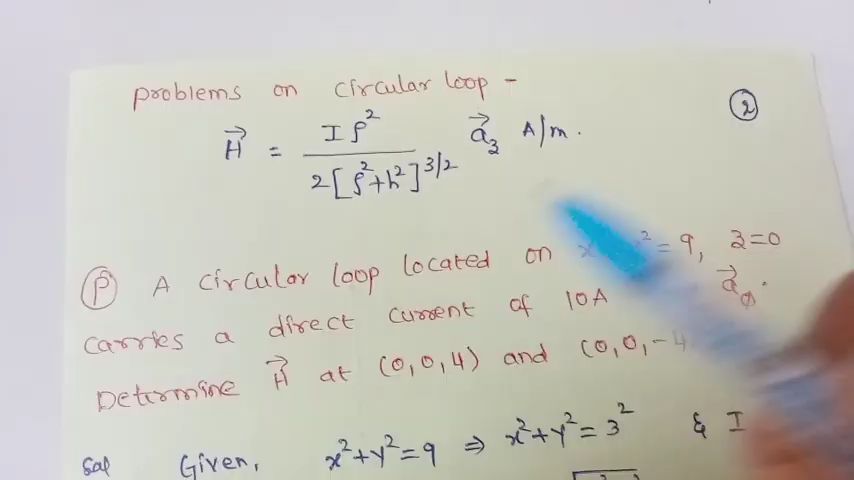 problems on circular loop -
②
H⃗ = Iρ² / 2[ρ²+h²]^3/2 a⃗z A/m.
Ⓟ A circular loop located on x² = 9, z=0
carries a direct current of 10A a⃗ϕ.
Determine H⃗ at (0,0,4) and (0,0,-4
Sol Given, x²+y²=9 ⇒ x²+y²=3² & I